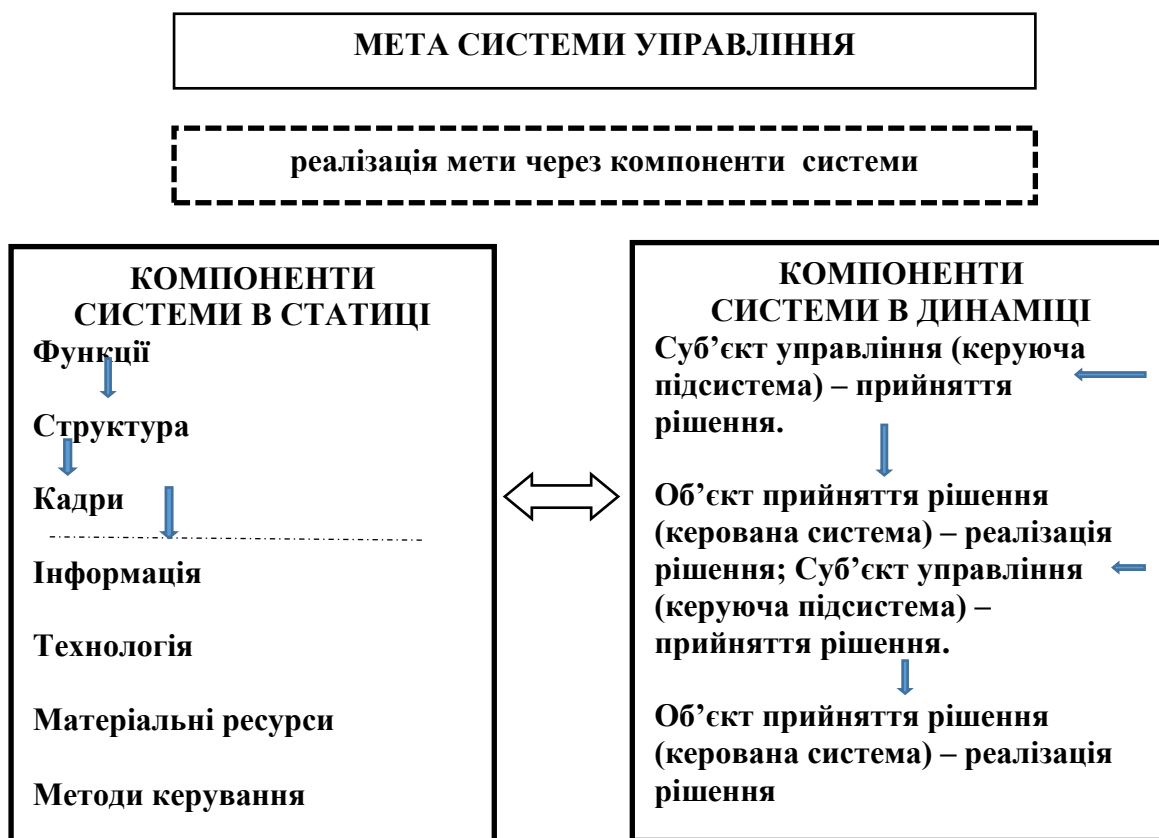 МЕТА СИСТЕМИ УПРАВЛІННЯ
реалізація мети через компоненти системи
КОМПОНЕНТИ
СИСТЕМИ В СТАТИЦІ
Функції
Структура
Кадри
Інформація
Технологія
Матеріальні ресурси
Методи керування
КОМПОНЕНТИ
СИСТЕМИ В ДИНАМІЦІ
Суб’єкт управління (керуюча
підсистема) – прийняття
рішення.
Об’єкт прийняття рішення
(керована система) – реалізація
рішення; Суб’єкт управління
(керуюча підсистема) –
прийняття рішення.
Об’єкт прийняття рішення
(керована система) – реалізація
рішення